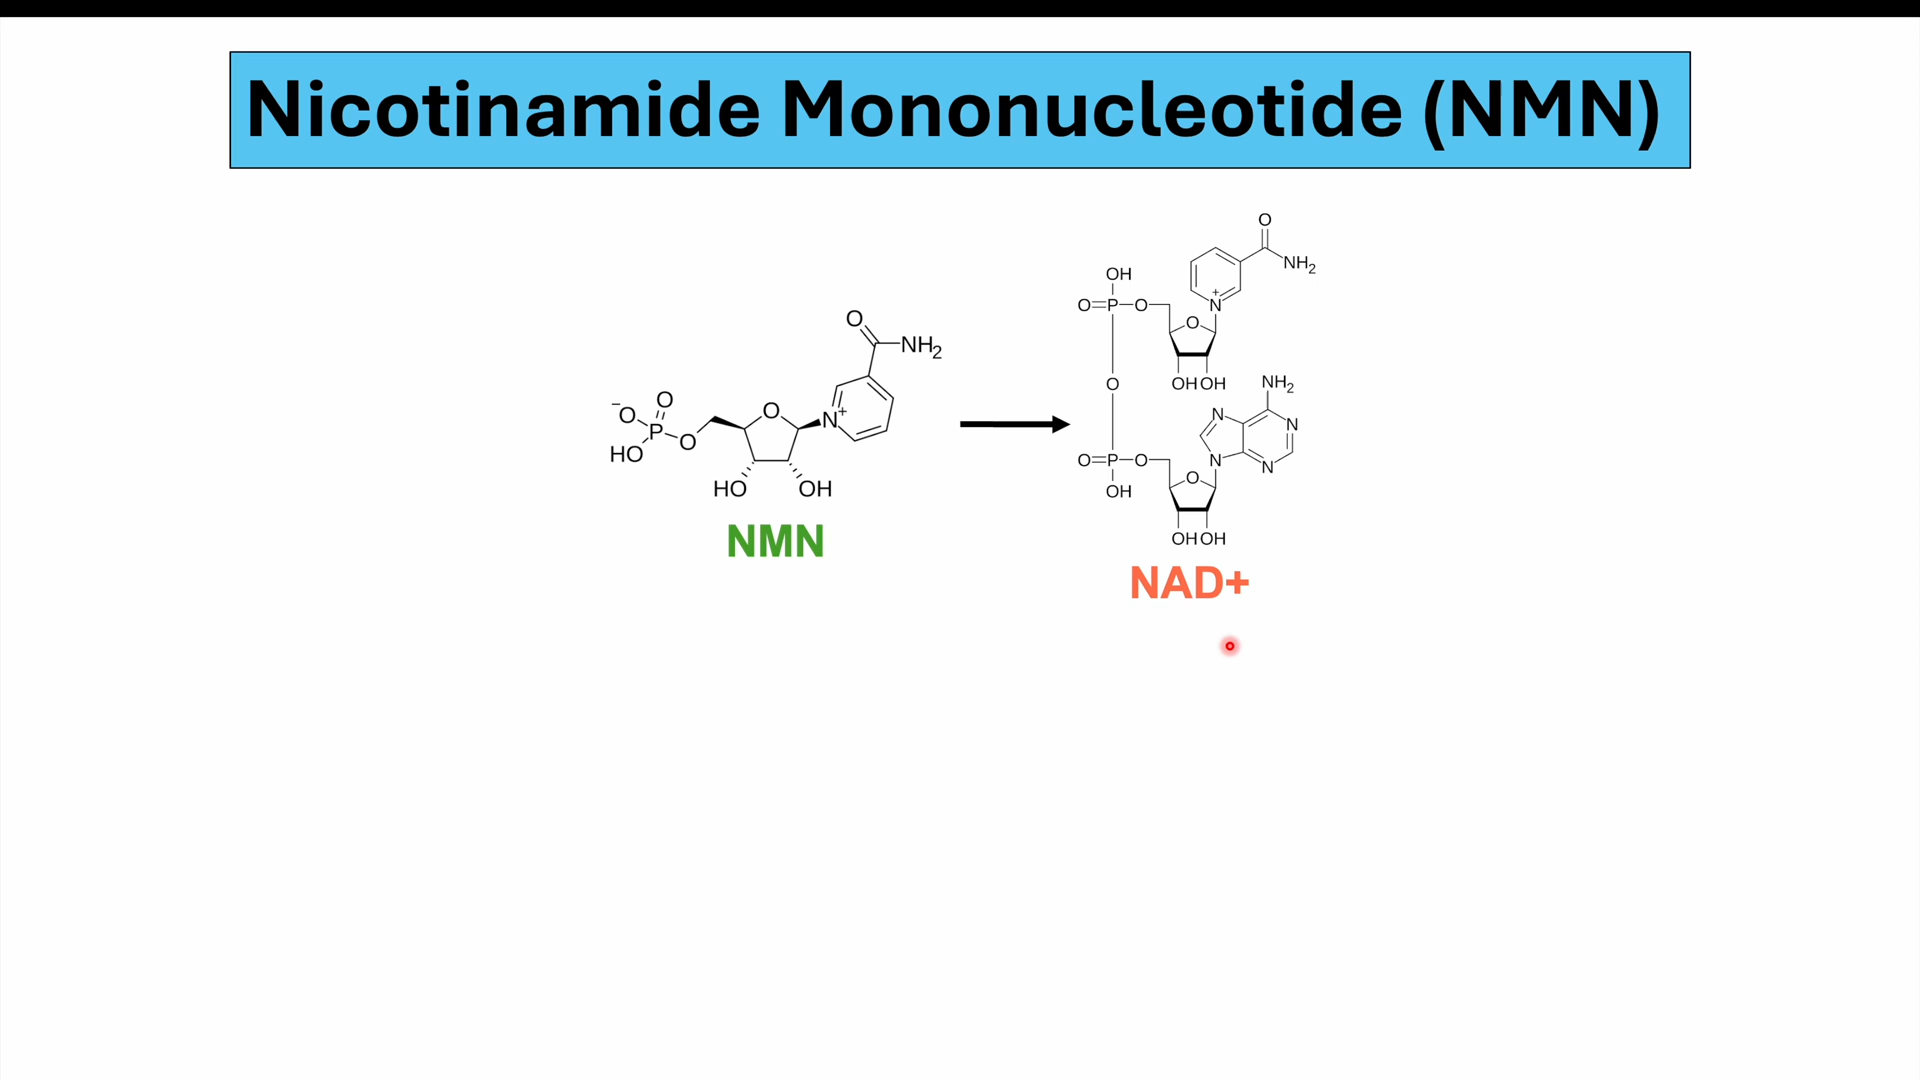 Nicotinamide Mononucleotide (NMN)
O
NH2
OH
O=P-O
N+
O
OH OH
O
NH2
O
-O
P
O
HO
O
N+
HO
OH
NMN
O
NH2
N
N
N
N
O=P-O
OH
O
OH OH
NAD+